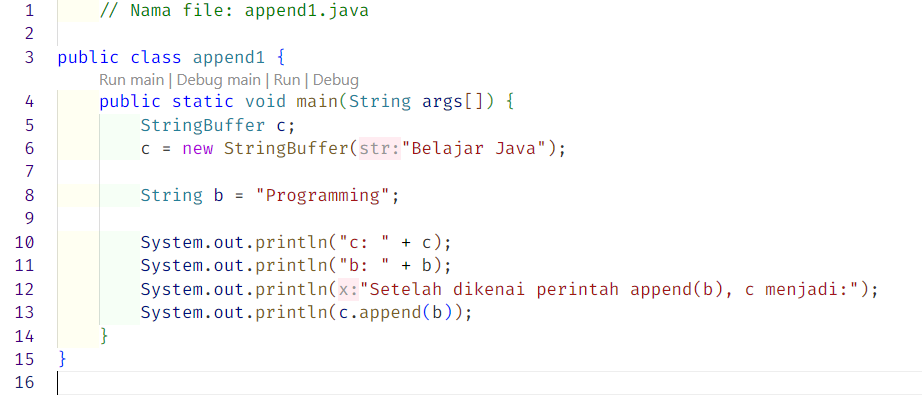 1 // Nama file: append1.java
2
3 public class append1 {
Run main | Debug main | Run | Debug
4 public static void main(String args[]) {
5 StringBuffer c;
6 c = new StringBuffer(str:"Belajar Java");
7
8 String b = "Programming";
9
10 System.out.println("c: " + c);
11 System.out.println("b: " + b);
12 System.out.println(x:"Setelah dikenai perintah append(b), c menjadi:");
13 System.out.println(c.append(b));
14 }
15 }
16